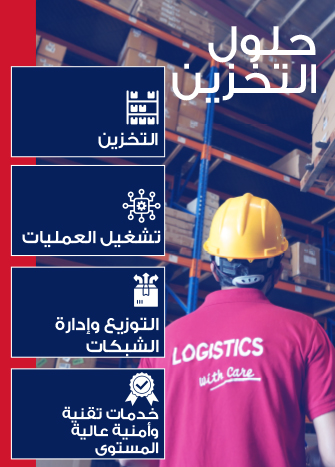 حلول
التخزين
التخزين
تشغيل العمليات
التوزيع وإدارة
الشبكات
خدمات تقنية
وأمنية عالية
المستوى
LOGISTICS
With Care